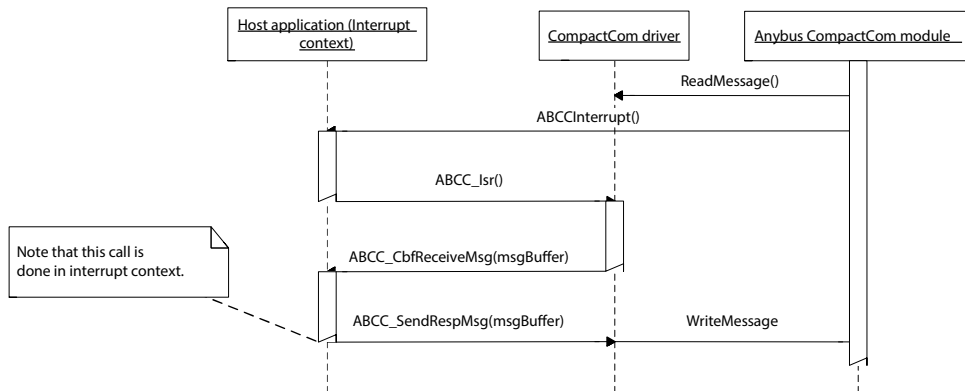 Host application (Interrupt
context)
CompactCom driver
Anybus CompactCom module
ReadMessage()
ABCCInterrupt()
ABCC_Isr()
Note that this call is
done in interrupt context.
ABCC_CbfReceiveMsg(msgBuffer)
ABCC_SendRespMsg(msgBuffer)
WriteMessage